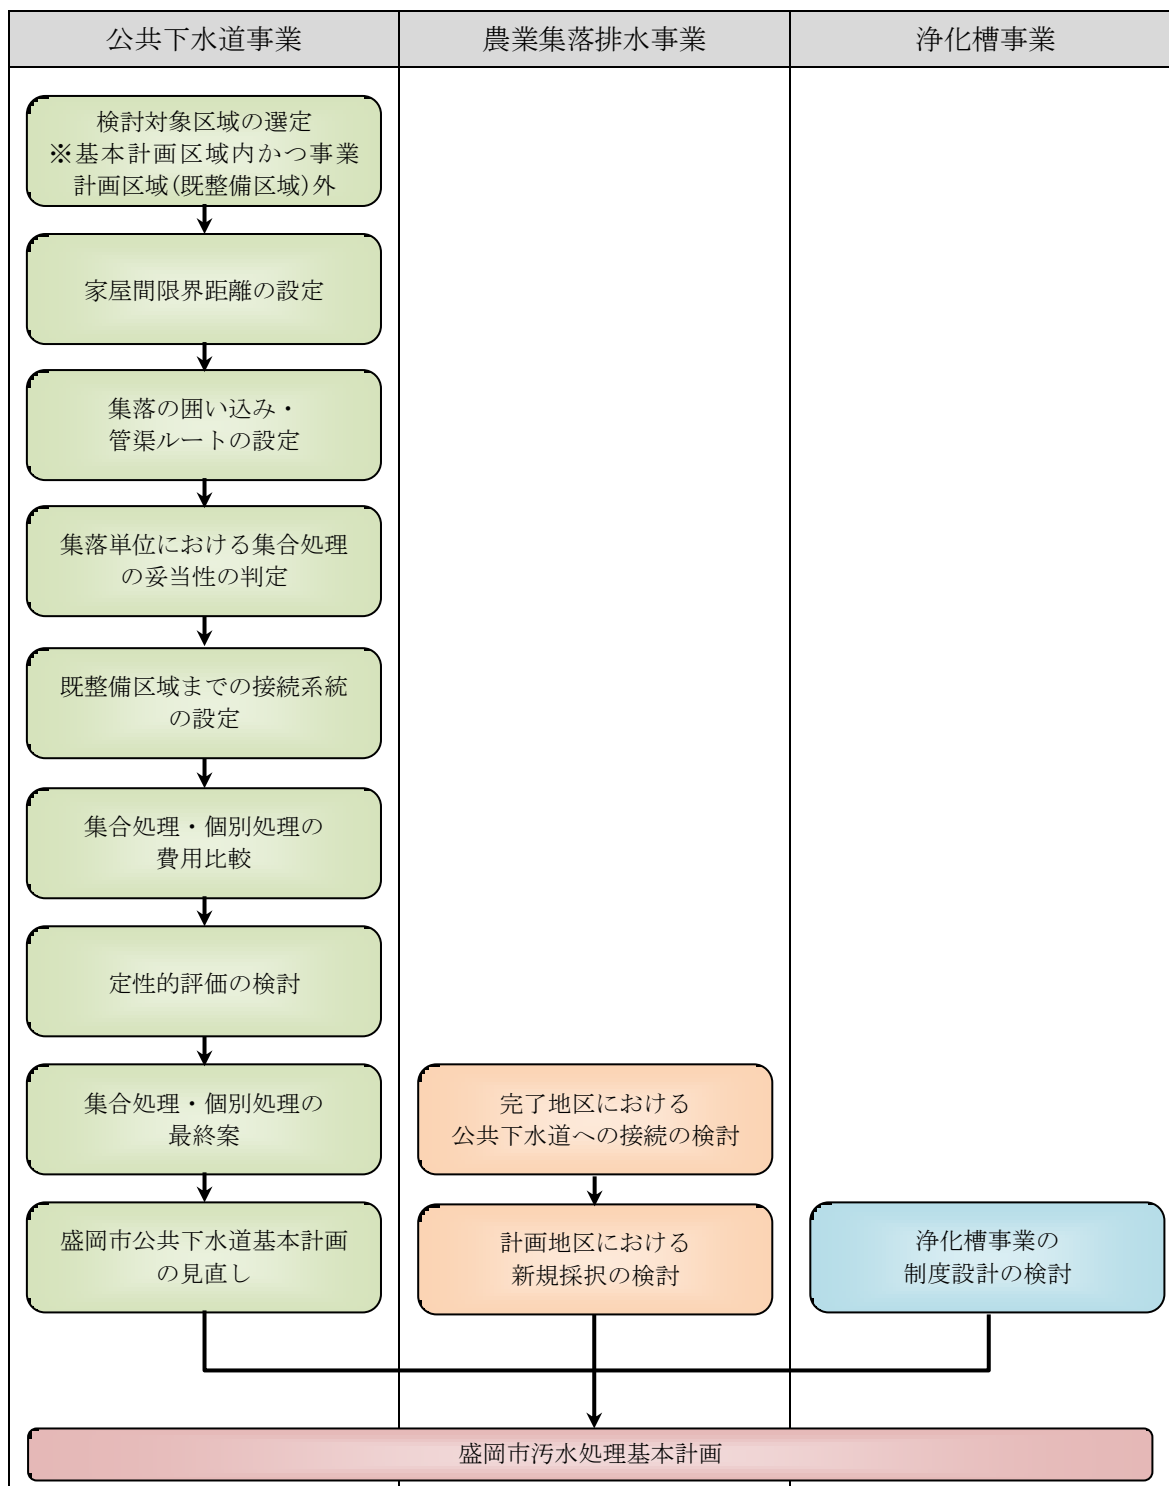 公共下水道事業
農業集落排水事業
浄化槽事業
検討対象区域の選定
※基本計画区域内かつ事業
計画区域(既整備区域)外
家屋間限界距離の設定
集落の囲い込み・
管渠ルートの設定
集落単位における集合処理
の妥当性の判定
既整備区域までの接続系統
の設定
集合処理・個別処理の
費用比較
定性的評価の検討
集合処理・個別処理の
最終案
盛岡市公共下水道基本計画
の見直し
完了地区における
公共下水道への接続の検討
計画地区における
新規採択の検討
浄化槽事業の
制度設計の検討
盛岡市汚水処理基本計画